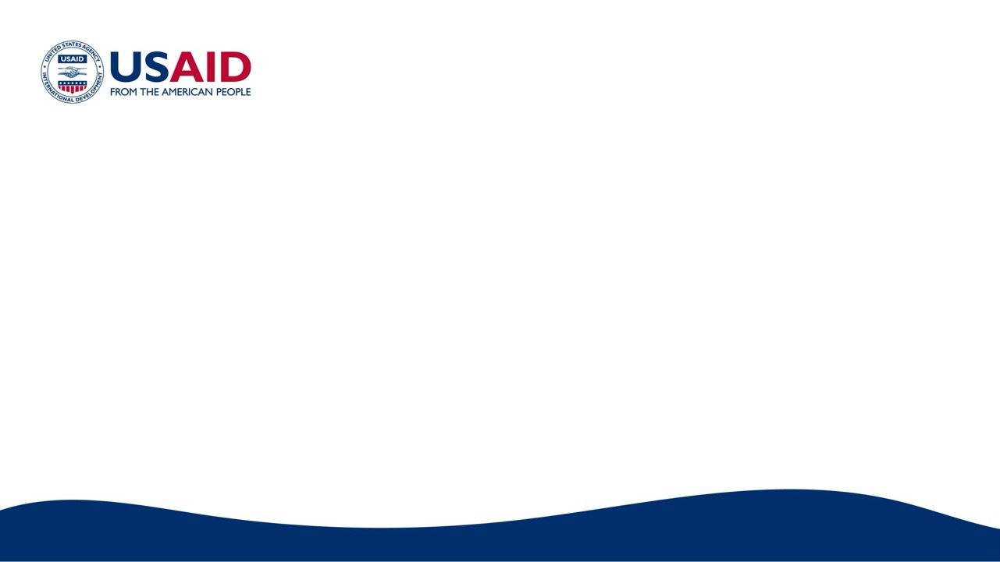 UNITED STATES AGENCY
USAID
INTERNATIONAL DEVELOPMENT
USAID
FROM THE AMERICAN PEOPLE